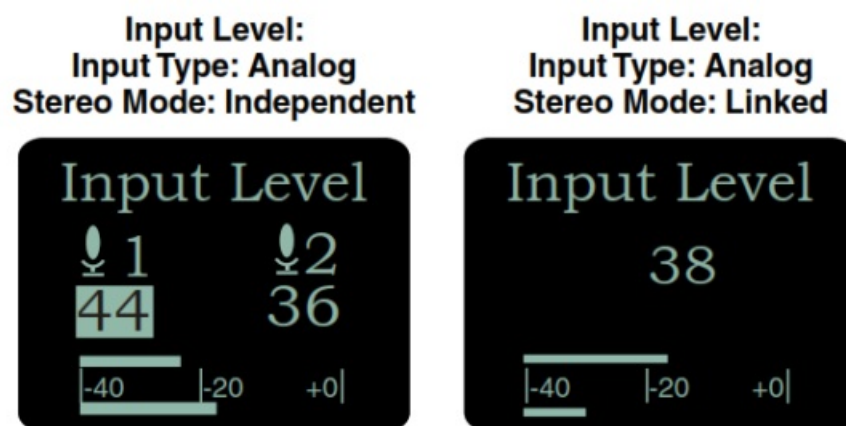 Input Level:
Input Type: Analog
Stereo Mode: Independent
Input Level
1 2
44 36
-40 -20 +0
Input Level:
Input Type: Analog
Stereo Mode: Linked
Input Level
38
-40 -20 +0